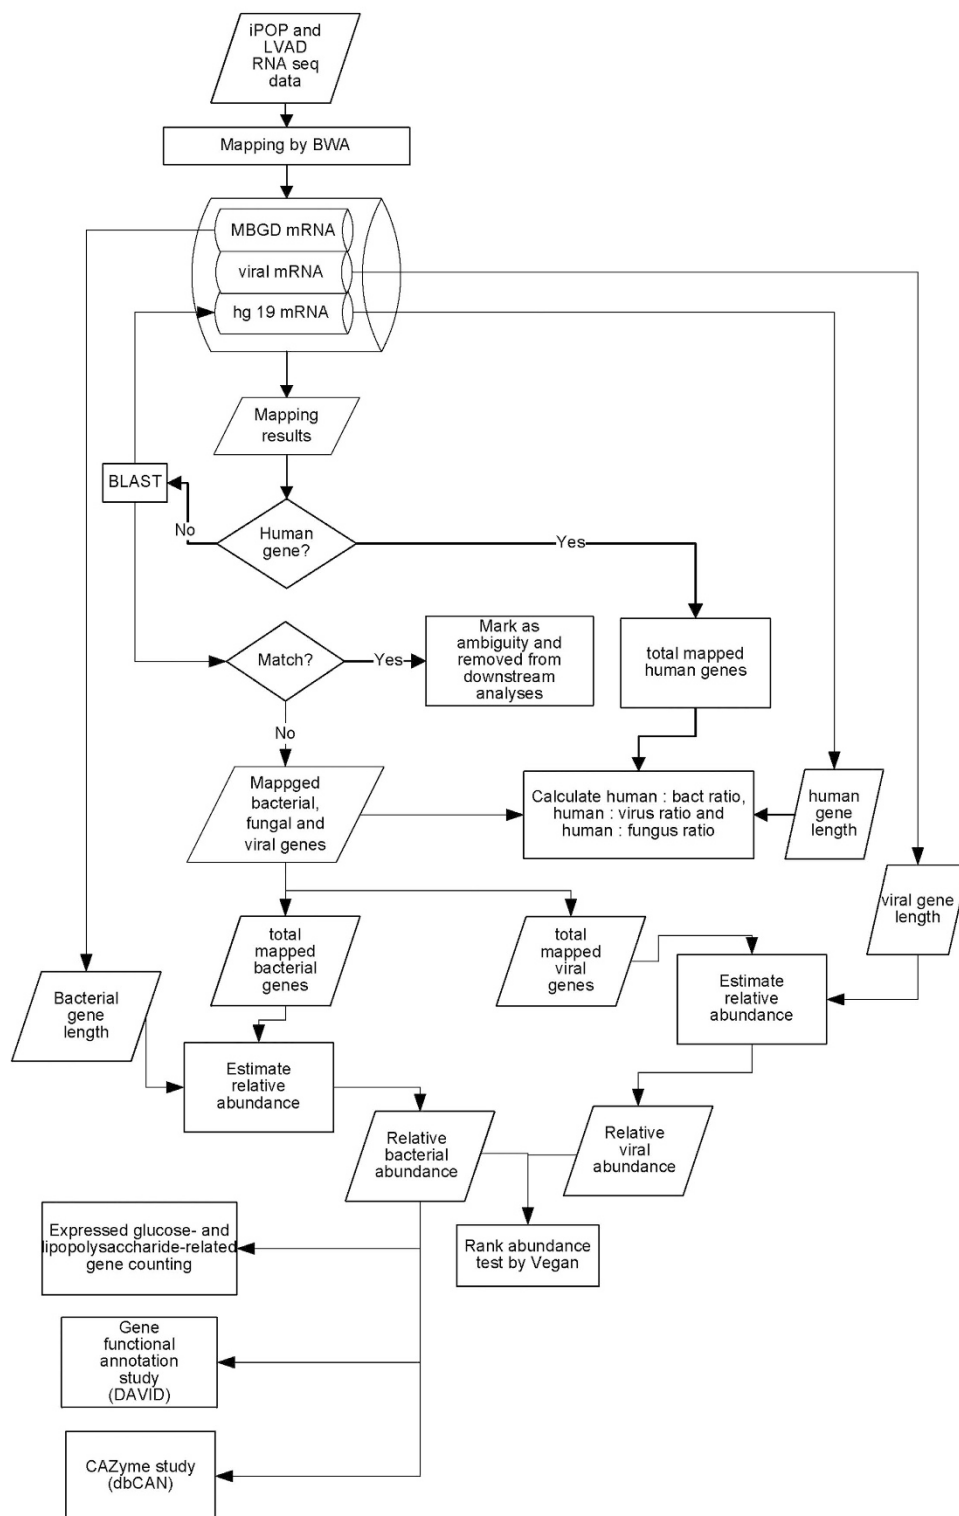 iPOP and
LVAD
RNA seq
data
Mapping by BWA
MBGD mRNA
viral mRNA
hg 19 mRNA
Mapping
results
BLAST
No
Human
gene?
Yes
Mark as
ambiguity and
removed from
downstream
analyses
total mapped
human genes
Match?
Yes
No
Mappged
bacterial,
fungal and
viral genes
Calculate human : bact ratio,
human : virus ratio and
human : fungus ratio
human
gene
length
viral gene
length
total
mapped
bacterial
genes
total
mapped
viral
genes
Estimate
relative
abundance
Bacterial
gene
length
Estimate
relative
abundance
Relative
bacterial
abundance
Relative
viral
abundance
Expressed glucose- and
lipopolysaccharide-related
gene counting
Rank abundance
test by Vegan
Gene
functional
annotation
study
(DAVID)
CAZyme study
(dbCAN)